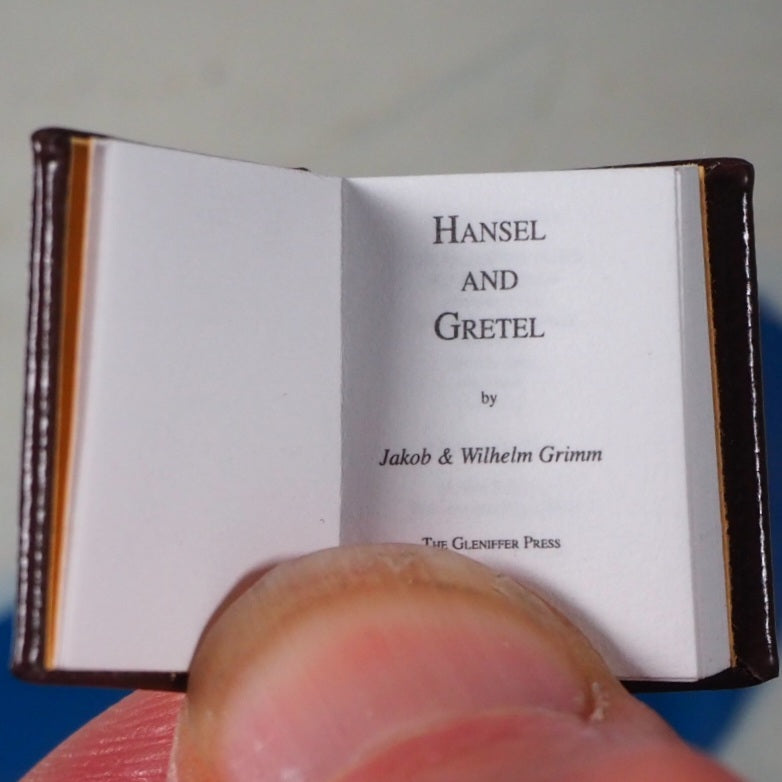 HANSEL
AND
GRETEL
by
Jakob & Wilhelm Grimm
THE GLENIFFER PRESS